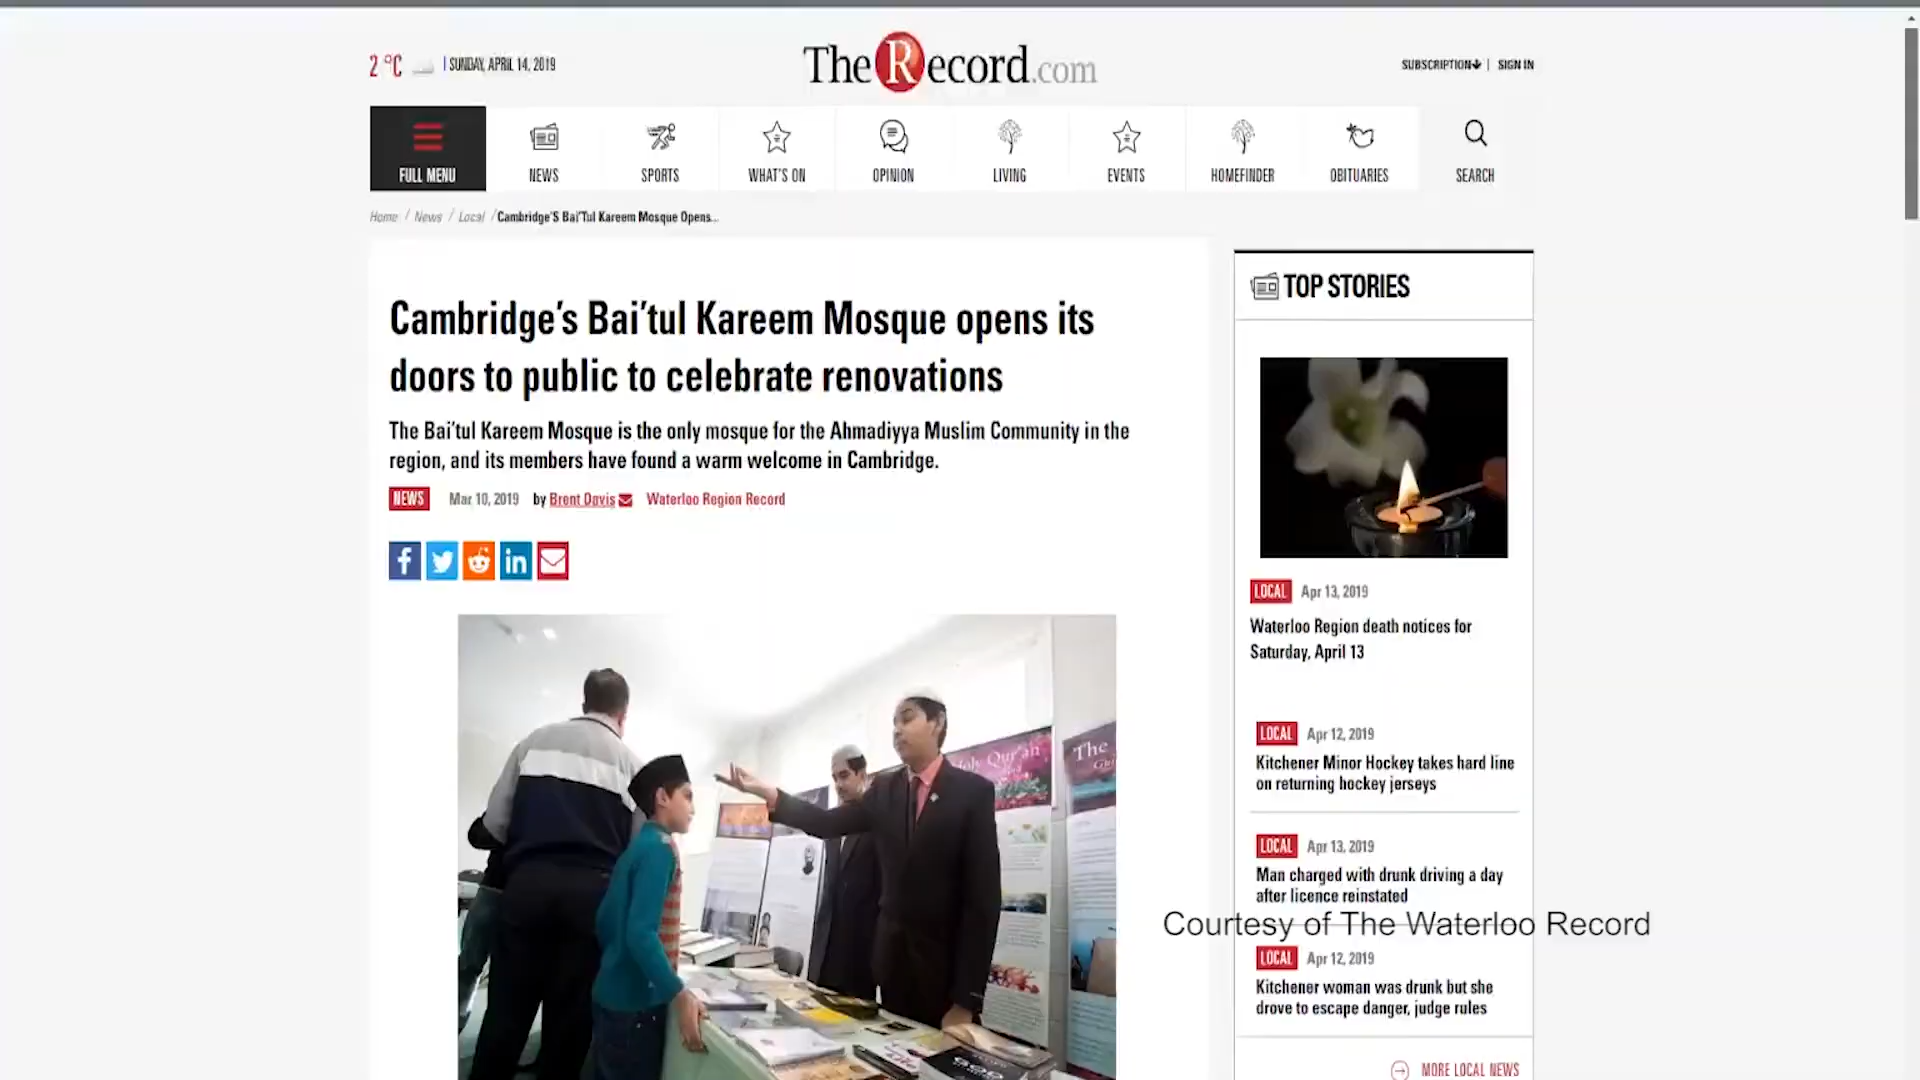 2 °C
SUNDAY, APRIL 14, 2019
TheRecord.com
SUBSCRIPTION | SIGN IN
FULL MENU
NEWS
SPORTS
WHAT'S ON
OPINION
LIVING
EVENTS
HOMEFINDER
OBITUARIES
SEARCH
Home / News / Local / Cambridge'S Bai'Tul Kareem Mosque Opens...
Cambridge’s Bai’tul Kareem Mosque opens its
doors to public to celebrate renovations
The Bai’tul Kareem Mosque is the only mosque for the Ahmadiyya Muslim Community in the
region, and its members have found a warm welcome in Cambridge.
NEWS Mar 10, 2019 by Brent Davis Waterloo Region Record
Holy Qur'an
The
GOD
TOP STORIES
LOCAL Apr 13, 2019
Waterloo Region death notices for
Saturday, April 13
LOCAL Apr 12, 2019
Kitchener Minor Hockey takes hard line
on returning hockey jerseys
LOCAL Apr 13, 2019
Man charged with drunk driving a day
after licence reinstated
Courtesy of The Waterloo Record
LOCAL Apr 12, 2019
Kitchener woman was drunk but she
drove to escape danger, judge rules
MORE LOCAL NEWS